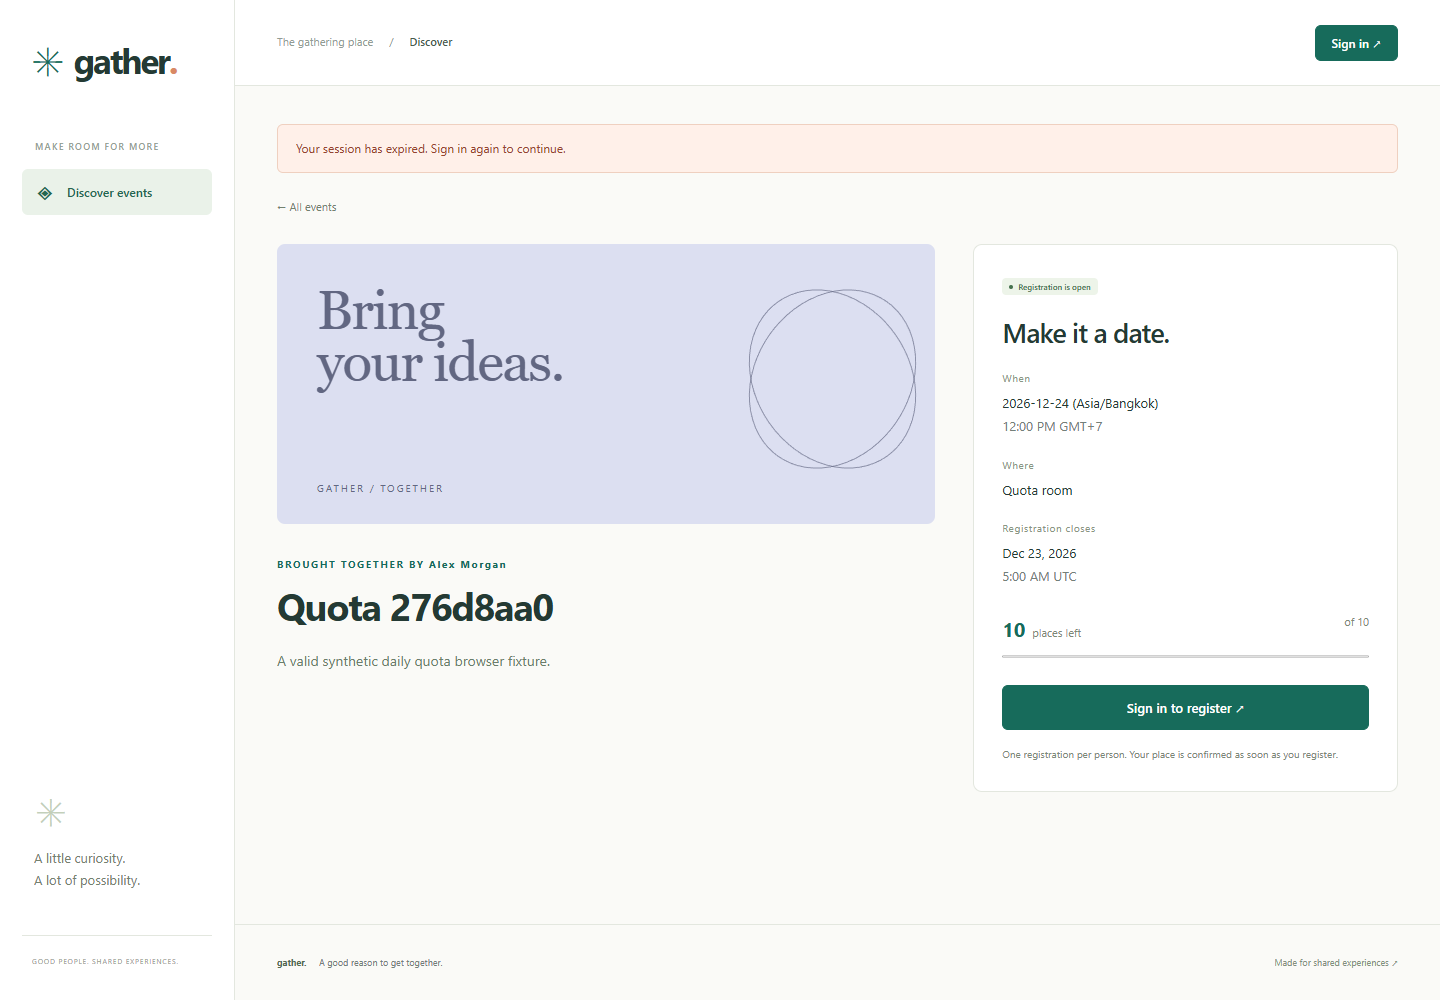 gather.
MAKE ROOM FOR MORE
Discover events
A little curiosity.
A lot of possibility.
GOOD PEOPLE. SHARED EXPERIENCES.
The gathering place / Discover
Sign in ↗
Your session has expired. Sign in again to continue.
← All events
Bring
your ideas.
GATHER / TOGETHER
BROUGHT TOGETHER BY Alex Morgan
Quota 276d8aa0
A valid synthetic daily quota browser fixture.
Registration is open
Make it a date.
When
2026-12-24 (Asia/Bangkok)
12:00 PM GMT+7
Where
Quota room
Registration closes
Dec 23, 2026
5:00 AM UTC
10 places left
of 10
Sign in to register ↗
One registration per person. Your place is confirmed as soon as you register.
gather. A good reason to get together.
Made for shared experiences ↗